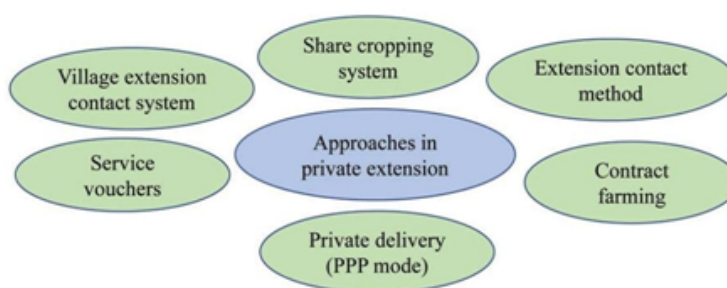 Share cropping
system
Village extension
contact system
Extension contact
method
Approaches in
private extension
Service
vouchers
Contract
farming
Private delivery
(PPP mode)